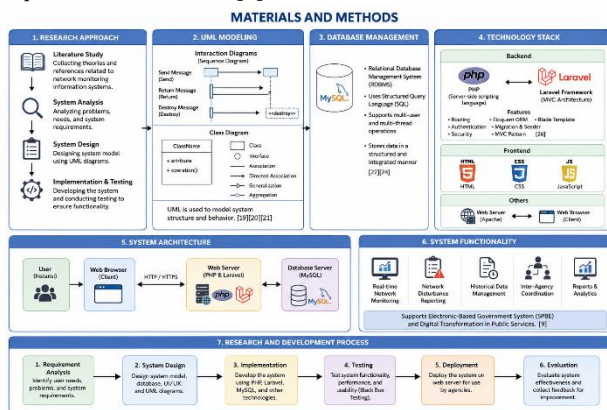 MATERIALS AND METHODS
1. RESEARCH APPROACH
Literature Study
Collecting theories and
references related to
network monitoring
information systems.
System Analysis
Analyzing problems,
needs, and system
requirements.
System Design
Designing system model
using UML diagrams.
Implementation & Testing
Developing the system
and conducting testing to
ensure functionality.
2. UML MODELING
Interaction Diagrams
(Sequence Diagram)
Send Message
(Send)
Return Message
(Return)
Destroy Message
(Destroy)
<<destroy>>
Class Diagram
ClassName
+ attribute
+ operation()
Class
Interface
Association
Directed Association
Generalization
Aggregation
UML is used to model system
structure and behavior. [19][20][21]
3. DATABASE MANAGEMENT
MySQL
• Relational Database
Management System
(RDBMS)
• Uses Structured Query
Language (SQL)
• Supports multi-user
and multi-thread
operations
• Stores data in a
structured and
integrated manner
[22][24]
4. TECHNOLOGY STACK
Backend
php
PHP
(Server-side scripting
language)
Laravel
Laravel Framework
(MVC Architecture)
Features
• Routing
• Eloquent ORM
• Blade Template
• Authentication
• Migration & Seeder
• Security
• MVC Pattern
[26]
Frontend
HTML
CSS
JS
HTML
CSS
JavaScript
Others
Web Server
(Apache)
Web Browser
(Client)
5. SYSTEM ARCHITECTURE
User
(Instansi)
Web Browser
(Client)
HTTP / HTTPS
Web Server
(PHP & Laravel)
php
Database Server
(MySQL)
MySQL
6. SYSTEM FUNCTIONALITY
Real-time
Network
Monitoring
Network
Disturbance
Reporting
Historical Data
Management
Inter-Agency
Coordination
Reports &
Analytics
Supports Electronic-Based Government System (SPBE)
and Digital Transformation in Public Services. [9]
7. RESEARCH AND DEVELOPMENT PROCESS
1. Requirement
Analysis
Identify user needs,
problems, and system
requirements.
2. System Design
Design system model,
database, UI/UX,
and UML diagrams.
3. Implementation
Develop the system
using PHP, Laravel,
MySQL, and other
technologies.
4. Testing
Test system functionality,
performance, and
usability (Black Box
Testing).
5. Deployment
Deploy the system on
web server for use
by agencies.
6. Evaluation
Evaluate system
effectiveness and
collect feedback for
improvement.